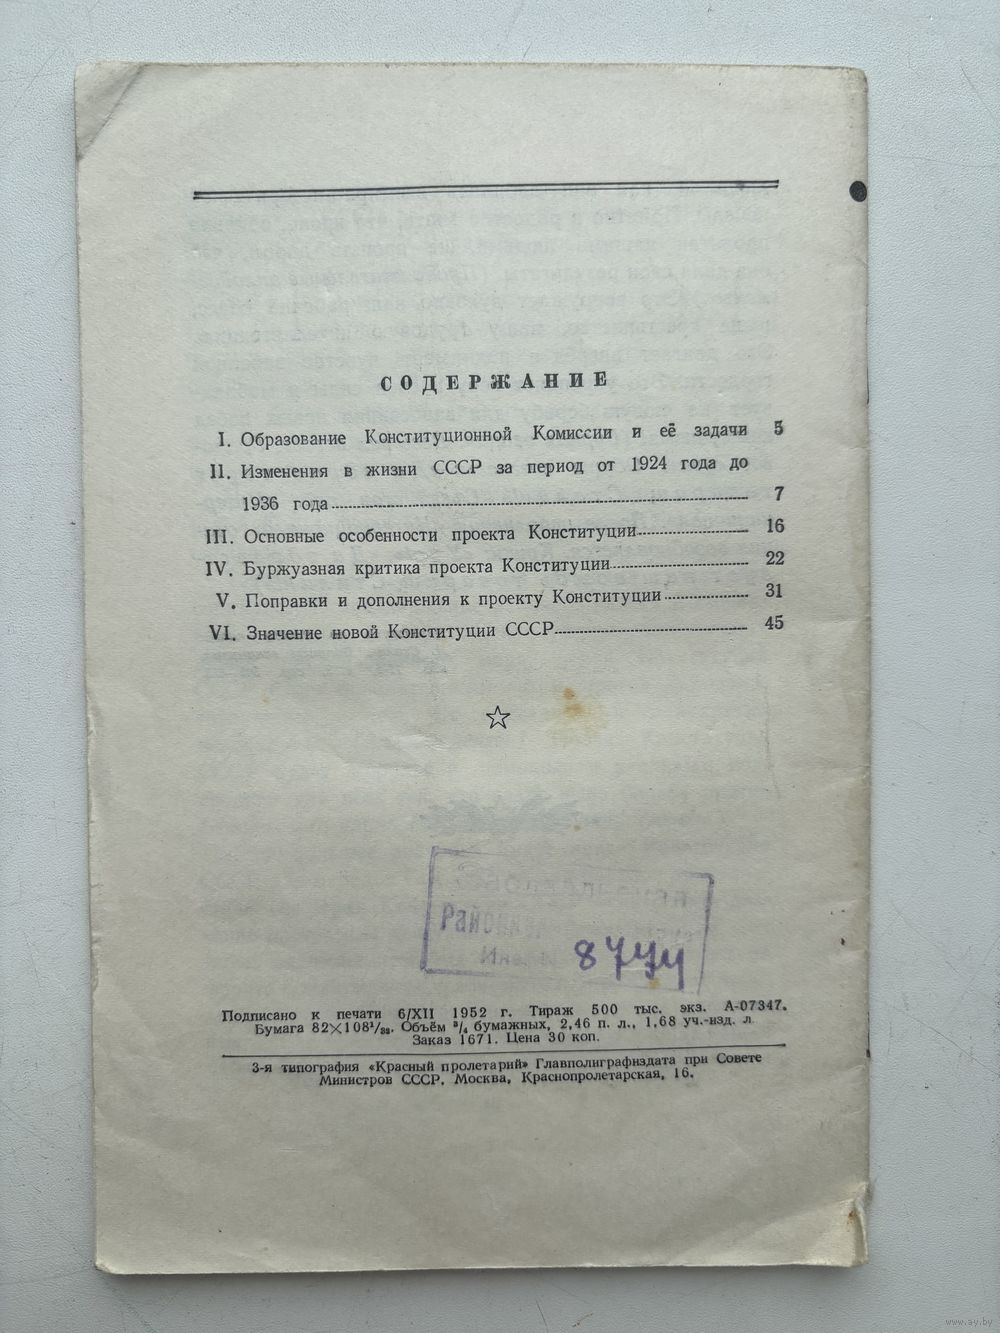 СОДЕРЖАНИЕ
I. Образование Конституционной Комиссии и её задачи 5
II. Изменения в жизни СССР за период от 1924 года до
1936 года 7
III. Основные особенности проекта Конституции 16
IV. Буржуазная критика проекта Конституции 22
V. Поправки и дополнения к проекту Конституции 31
VI. Значение новой Конституции СССР 45
8774
Подписано к печати 6/XII 1952 г. Тираж 500 тыс. экз. А-07347.
Бумага 82×108¹/₃₂. Объём ³/₄ бумажных, 2,46 п. л., 1,68 уч.-изд. л
Заказ 1671. Цена 30 коп.
3-я типография «Красный пролетарий» Главполиграфиздата при Совете
Министров СССР. Москва, Краснопролетарская, 16.
www.ay.by